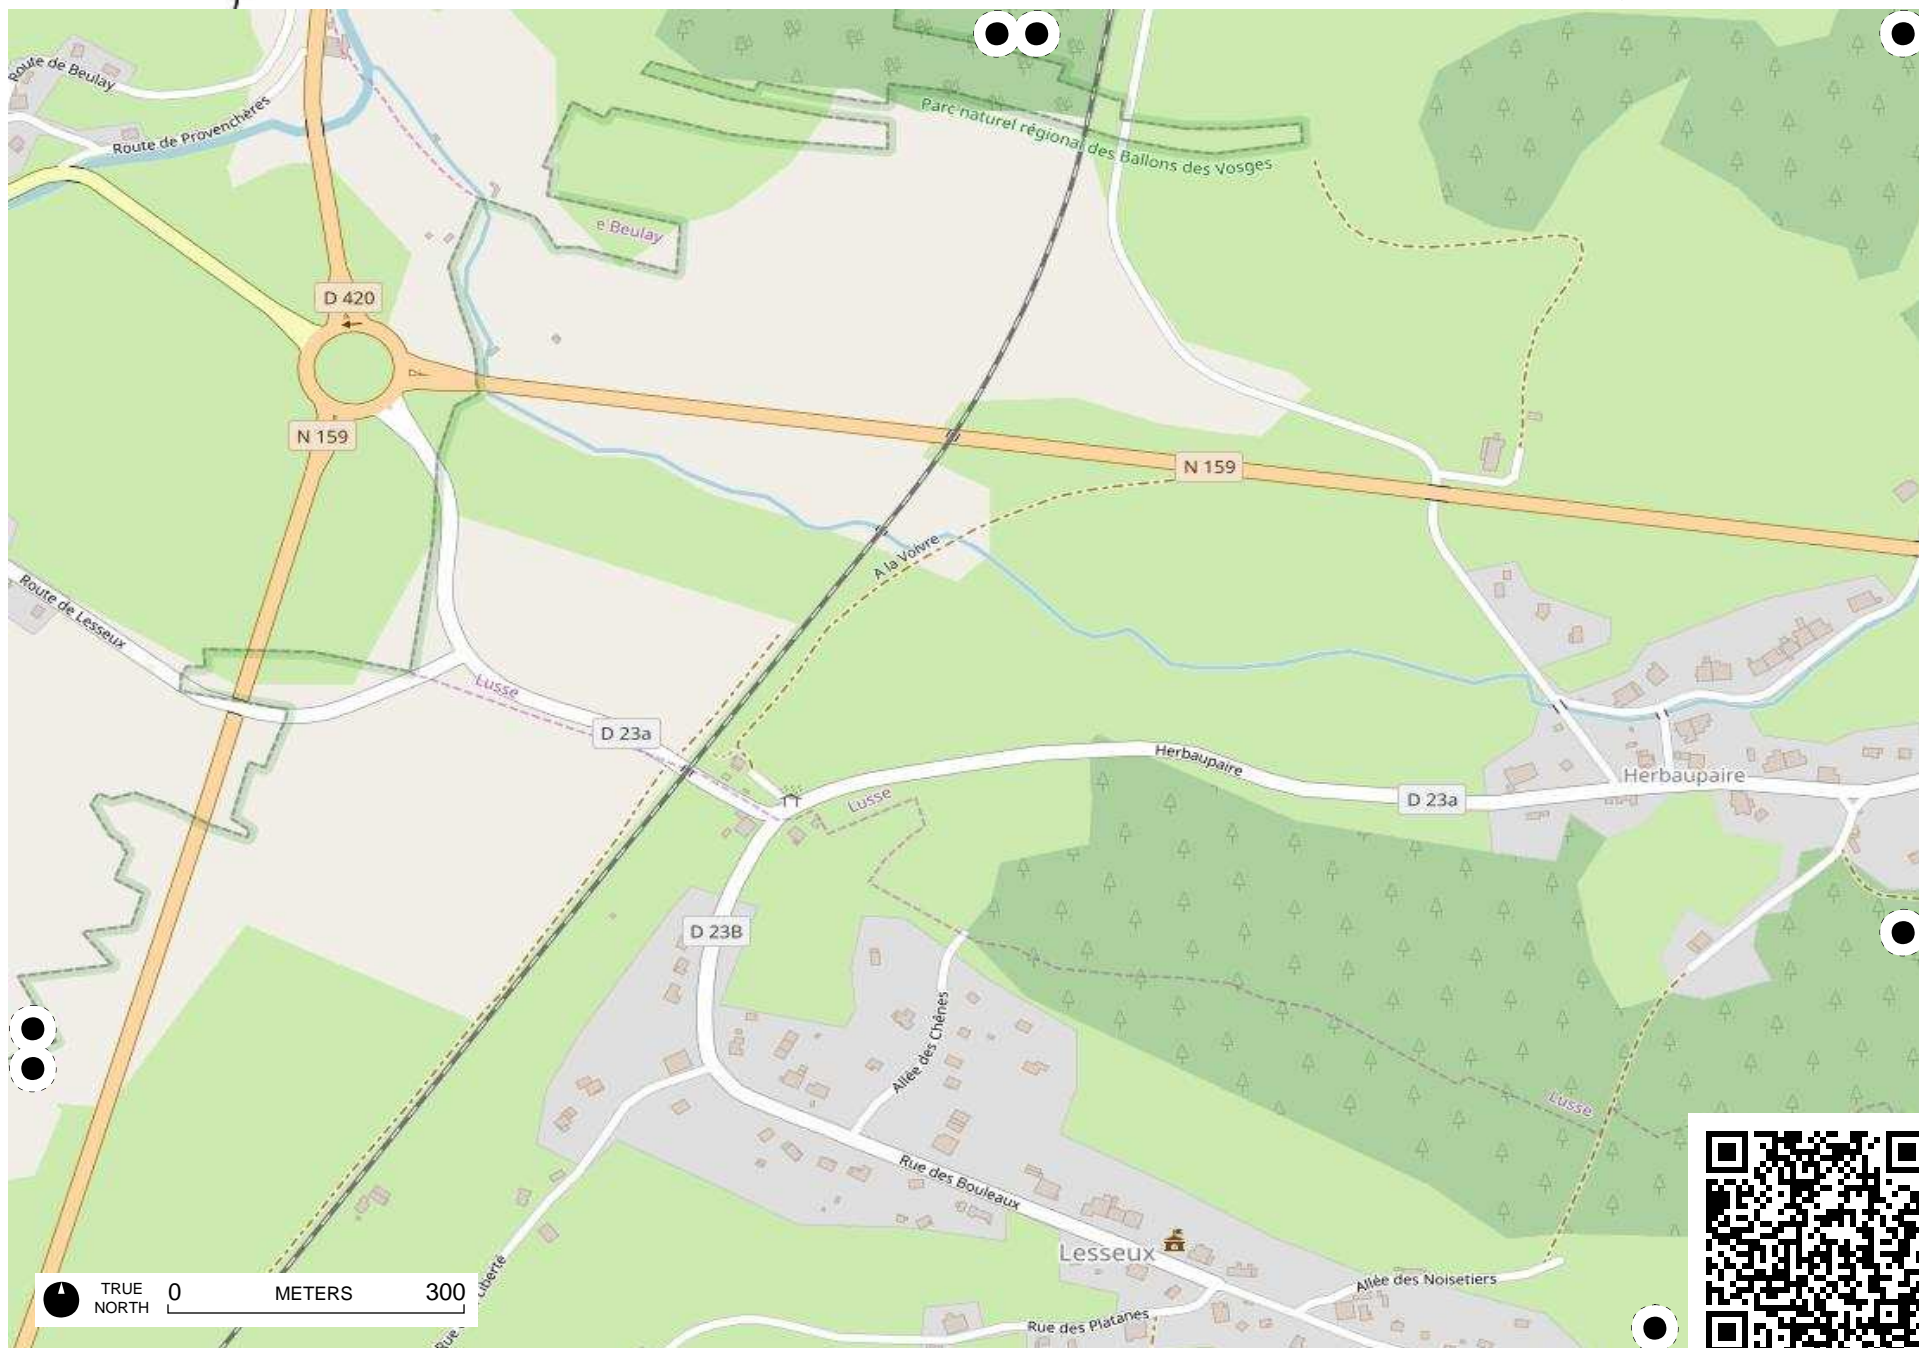 Route de Beulay
Route de Provenchères
Parc naturel régional des Ballons des Vosges
e Beulay
D 420
N 159
N 159
A la Voivre
Route de Lesseux
Lusse
D 23a
Herbaupaire
Herbaupaire
Lusse
D 23a
D 23B
Allée des Chênes
Lusse
Rue des Bouleaux
Lesseux
Allée des Noisetiers
Rue des Platanes
Rue
Liberté
TRUE NORTH
0 METERS 300